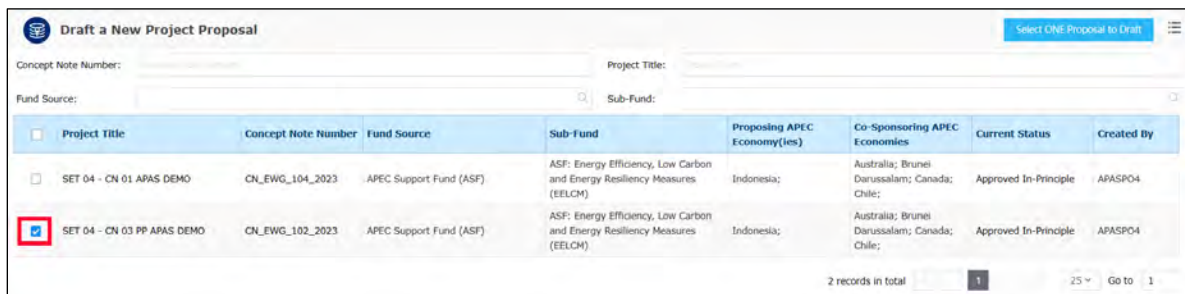 Draft a New Project Proposal
Select ONE Proposal to Draft
Concept Note Number:
Project Title:
Fund Source:
Sub-Fund:
Project Title Concept Note Number Fund Source Sub-Fund Proposing APEC Economy(ies) Co-Sponsoring APEC Economies Current Status Created By
SET 04 - CN 01 APAS DEMO CN_EWG_104_2023 APEC Support Fund (ASF) ASF: Energy Efficiency, Low Carbon and Energy Resiliency Measures (EELCM) Indonesia; Australia; Brunei Darussalam; Canada; Chile; Approved In-Principle APASPO4
SET 04 - CN 03 PP APAS DEMO CN_EWG_102_2023 APEC Support Fund (ASF) ASF: Energy Efficiency, Low Carbon and Energy Resiliency Measures (EELCM) Indonesia; Australia; Brunei Darussalam; Canada; Chile; Approved In-Principle APASPO4
2 records in total 1 25 Go to 1